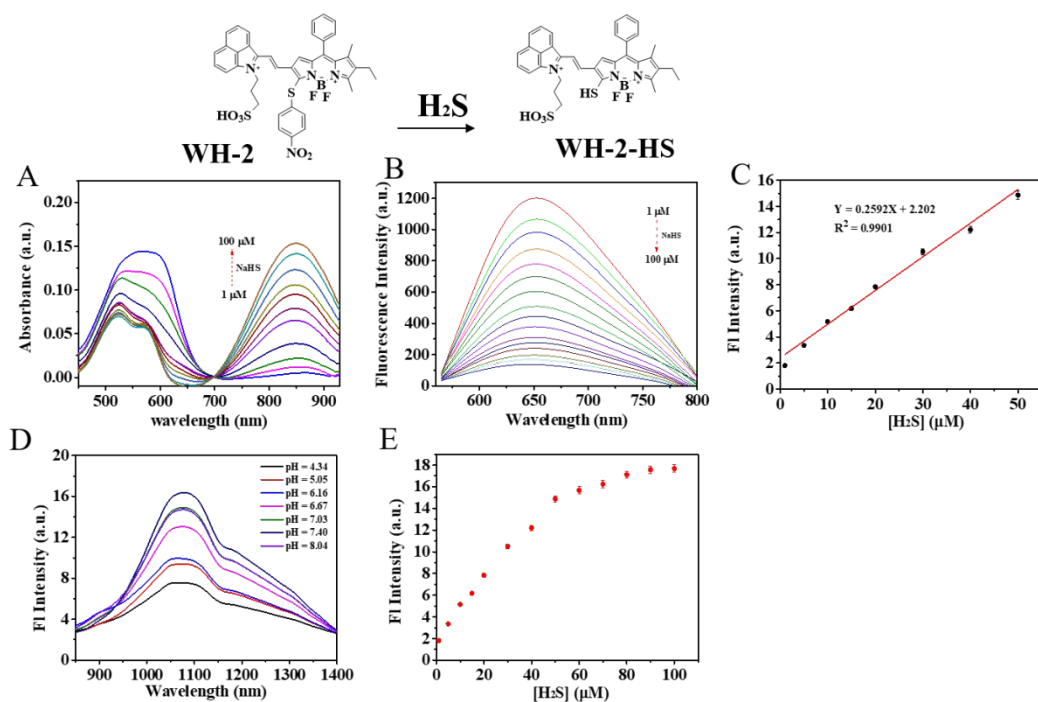 N⁺
N
N
B
F F
S
HO₃S
NO₂
WH-2
H₂S
N⁺
N
N
B
F F
HS
HO₃S
WH-2-HS
A
Absorbance (a.u.)
0.20
0.15
0.10
0.05
0.00
100 μM
NaHS
1 μM
500 600 700 800 900
wavelength (nm)
B
Fluorescence Intensity (a.u.)
1200
1000
800
600
400
200
0
1 μM
NaHS
100 μM
600 650 700 750 800
Wavelength (nm)
C
Fl Intensity (a.u.)
16
14
12
10
8
6
4
2
0
Y = 0.2592X + 2.202
R² = 0.9901
0 10 20 30 40 50
[H₂S] (μM)
D
Fl Intensity (a.u.)
20
16
12
8
4
0
pH = 4.34
pH = 5.05
pH = 6.16
pH = 6.67
pH = 7.03
pH = 7.40
pH = 8.04
900 1000 1100 1200 1300 1400
Wavelength (nm)
E
Fl Intensity (a.u.)
18
16
14
12
10
8
6
4
2
0
0 20 40 60 80 100
[H₂S] (μM)